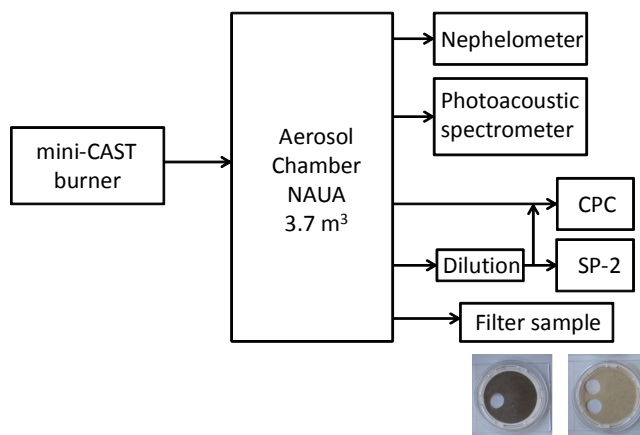 Nephelometer
Photoacoustic
spectrometer
mini-CAST
burner
Aerosol
Chamber
NAUA
3.7 m³
CPC
Dilution
SP-2
Filter sample